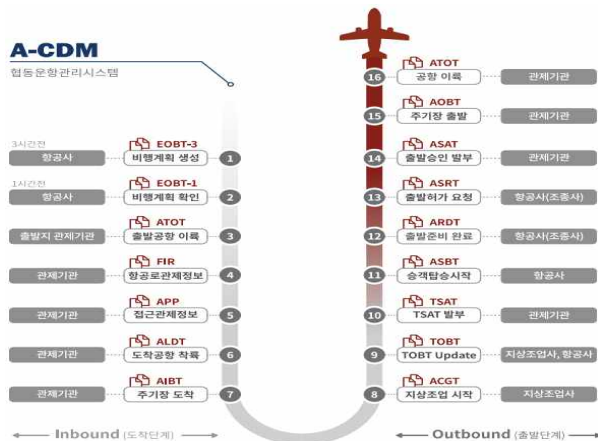 A-CDM
협동운항관리시스템
3시간전
항공사
EOBT-3
비행계획 생성
1
1시간전
항공사
EOBT-1
비행계획 확인
2
출발지 관제기관
ATOT
출발공항 이륙
3
관제기관
FIR
항공로관제정보
4
관제기관
APP
접근관제정보
5
관제기관
ALDT
도착공항 착륙
6
관제기관
AIBT
주기장 도착
7
Inbound (도착단계)
16
ATOT
공항 이륙
관제기관
15
AOBT
주기장 출발
관제기관
14
ASAT
출발승인 발부
관제기관
13
ASRT
출발허가 요청
항공사(조종사)
12
ARDT
출발준비 완료
항공사(조종사)
11
ASBT
승객탑승시작
항공사
10
TSAT
TSAT 발부
관제기관
9
TOBT
TOBT Update
지상조업사, 항공사
8
ACGT
지상조업 시작
지상조업사
Outbound (출발단계)